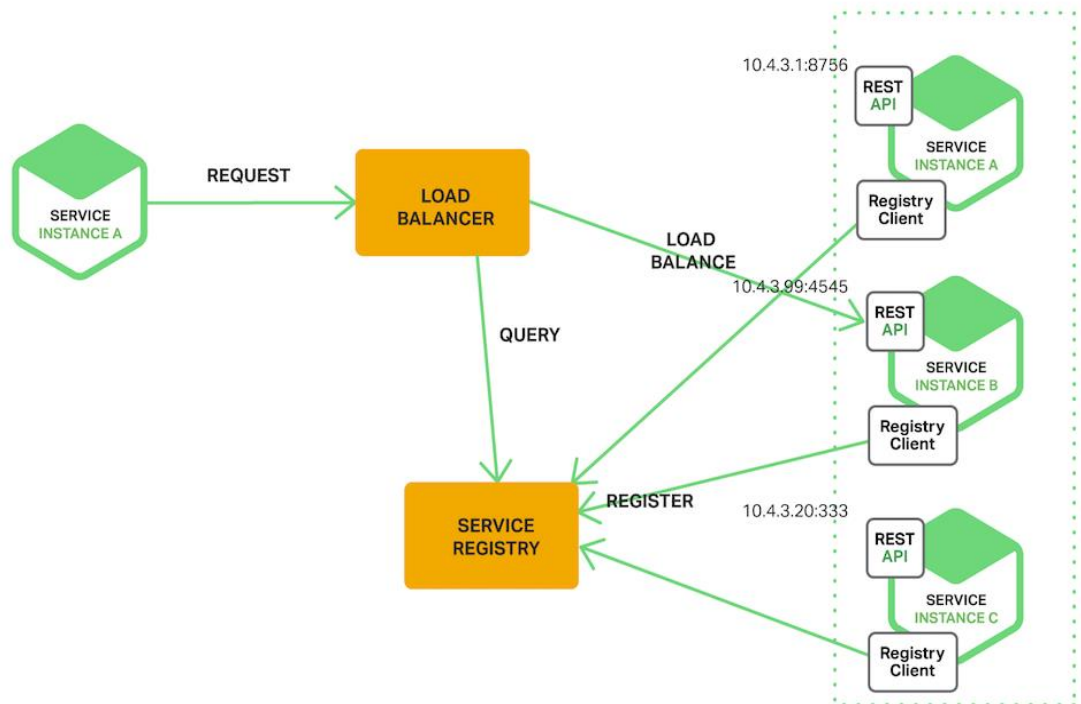 SERVICE
INSTANCE A
REQUEST
LOAD
BALANCER
QUERY
LOAD
BALANCE
SERVICE
REGISTRY
REGISTER
10.4.3.1:8756
REST
API
SERVICE
INSTANCE A
Registry
Client
10.4.3.99:4545
REST
API
SERVICE
INSTANCE B
Registry
Client
10.4.3.20:333
REST
API
SERVICE
INSTANCE C
Registry
Client